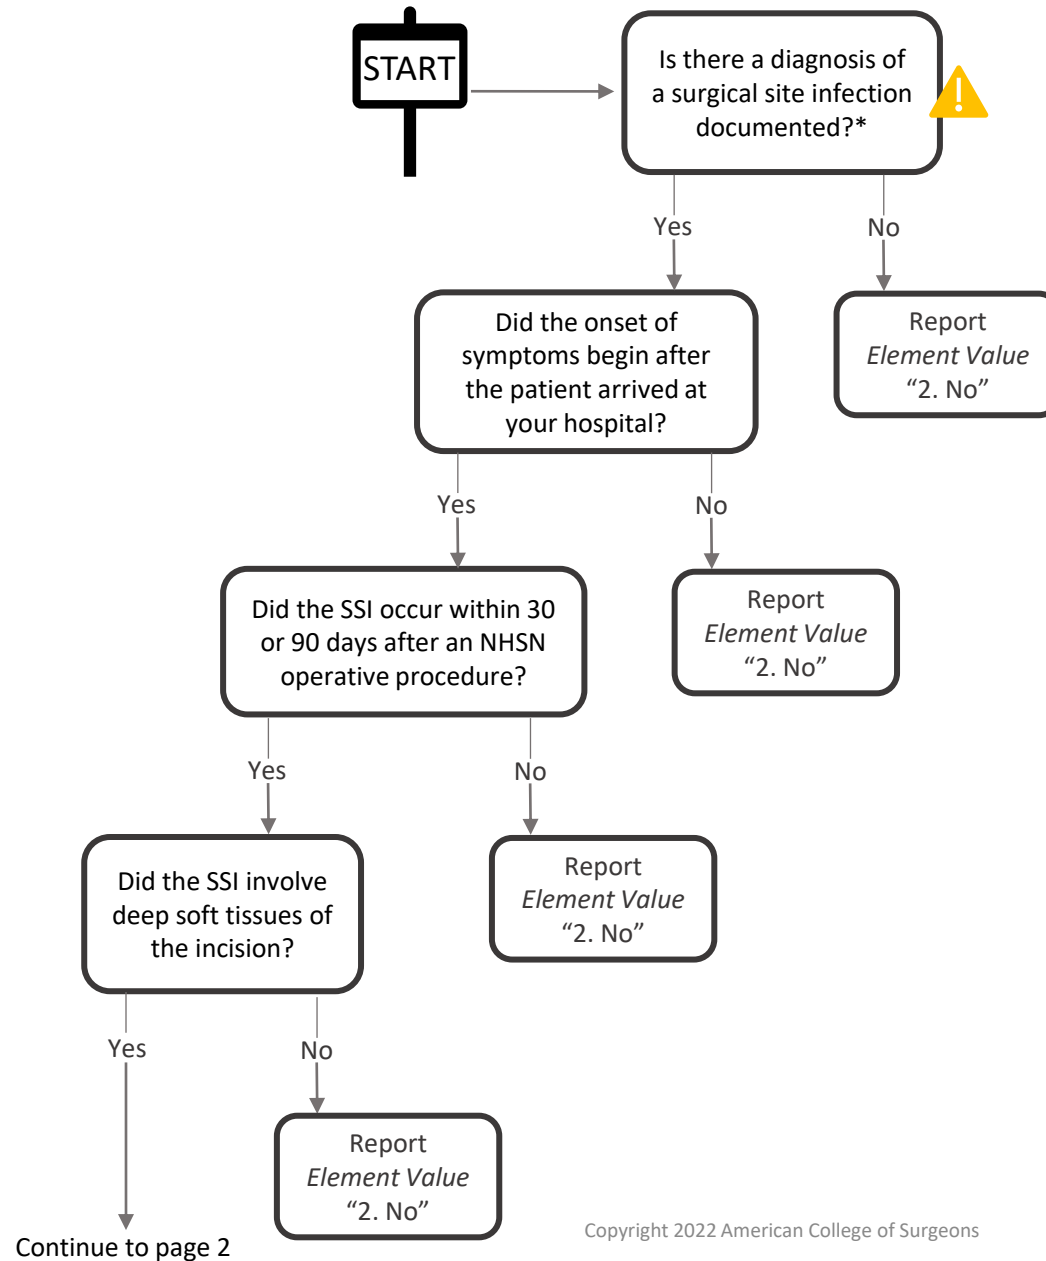 START
Is there a diagnosis of
a surgical site infection
documented?*
Yes
No
Did the onset of
symptoms begin after
the patient arrived at
your hospital?
Report
Element Value
“2. No”
Yes
No
Did the SSI occur within 30
or 90 days after an NHSN
operative procedure?
Report
Element Value
“2. No”
Yes
No
Did the SSI involve
deep soft tissues of
the incision?
Report
Element Value
“2. No”
Yes
No
Report
Element Value
“2. No”
Continue to page 2
Copyright 2022 American College of Surgeons